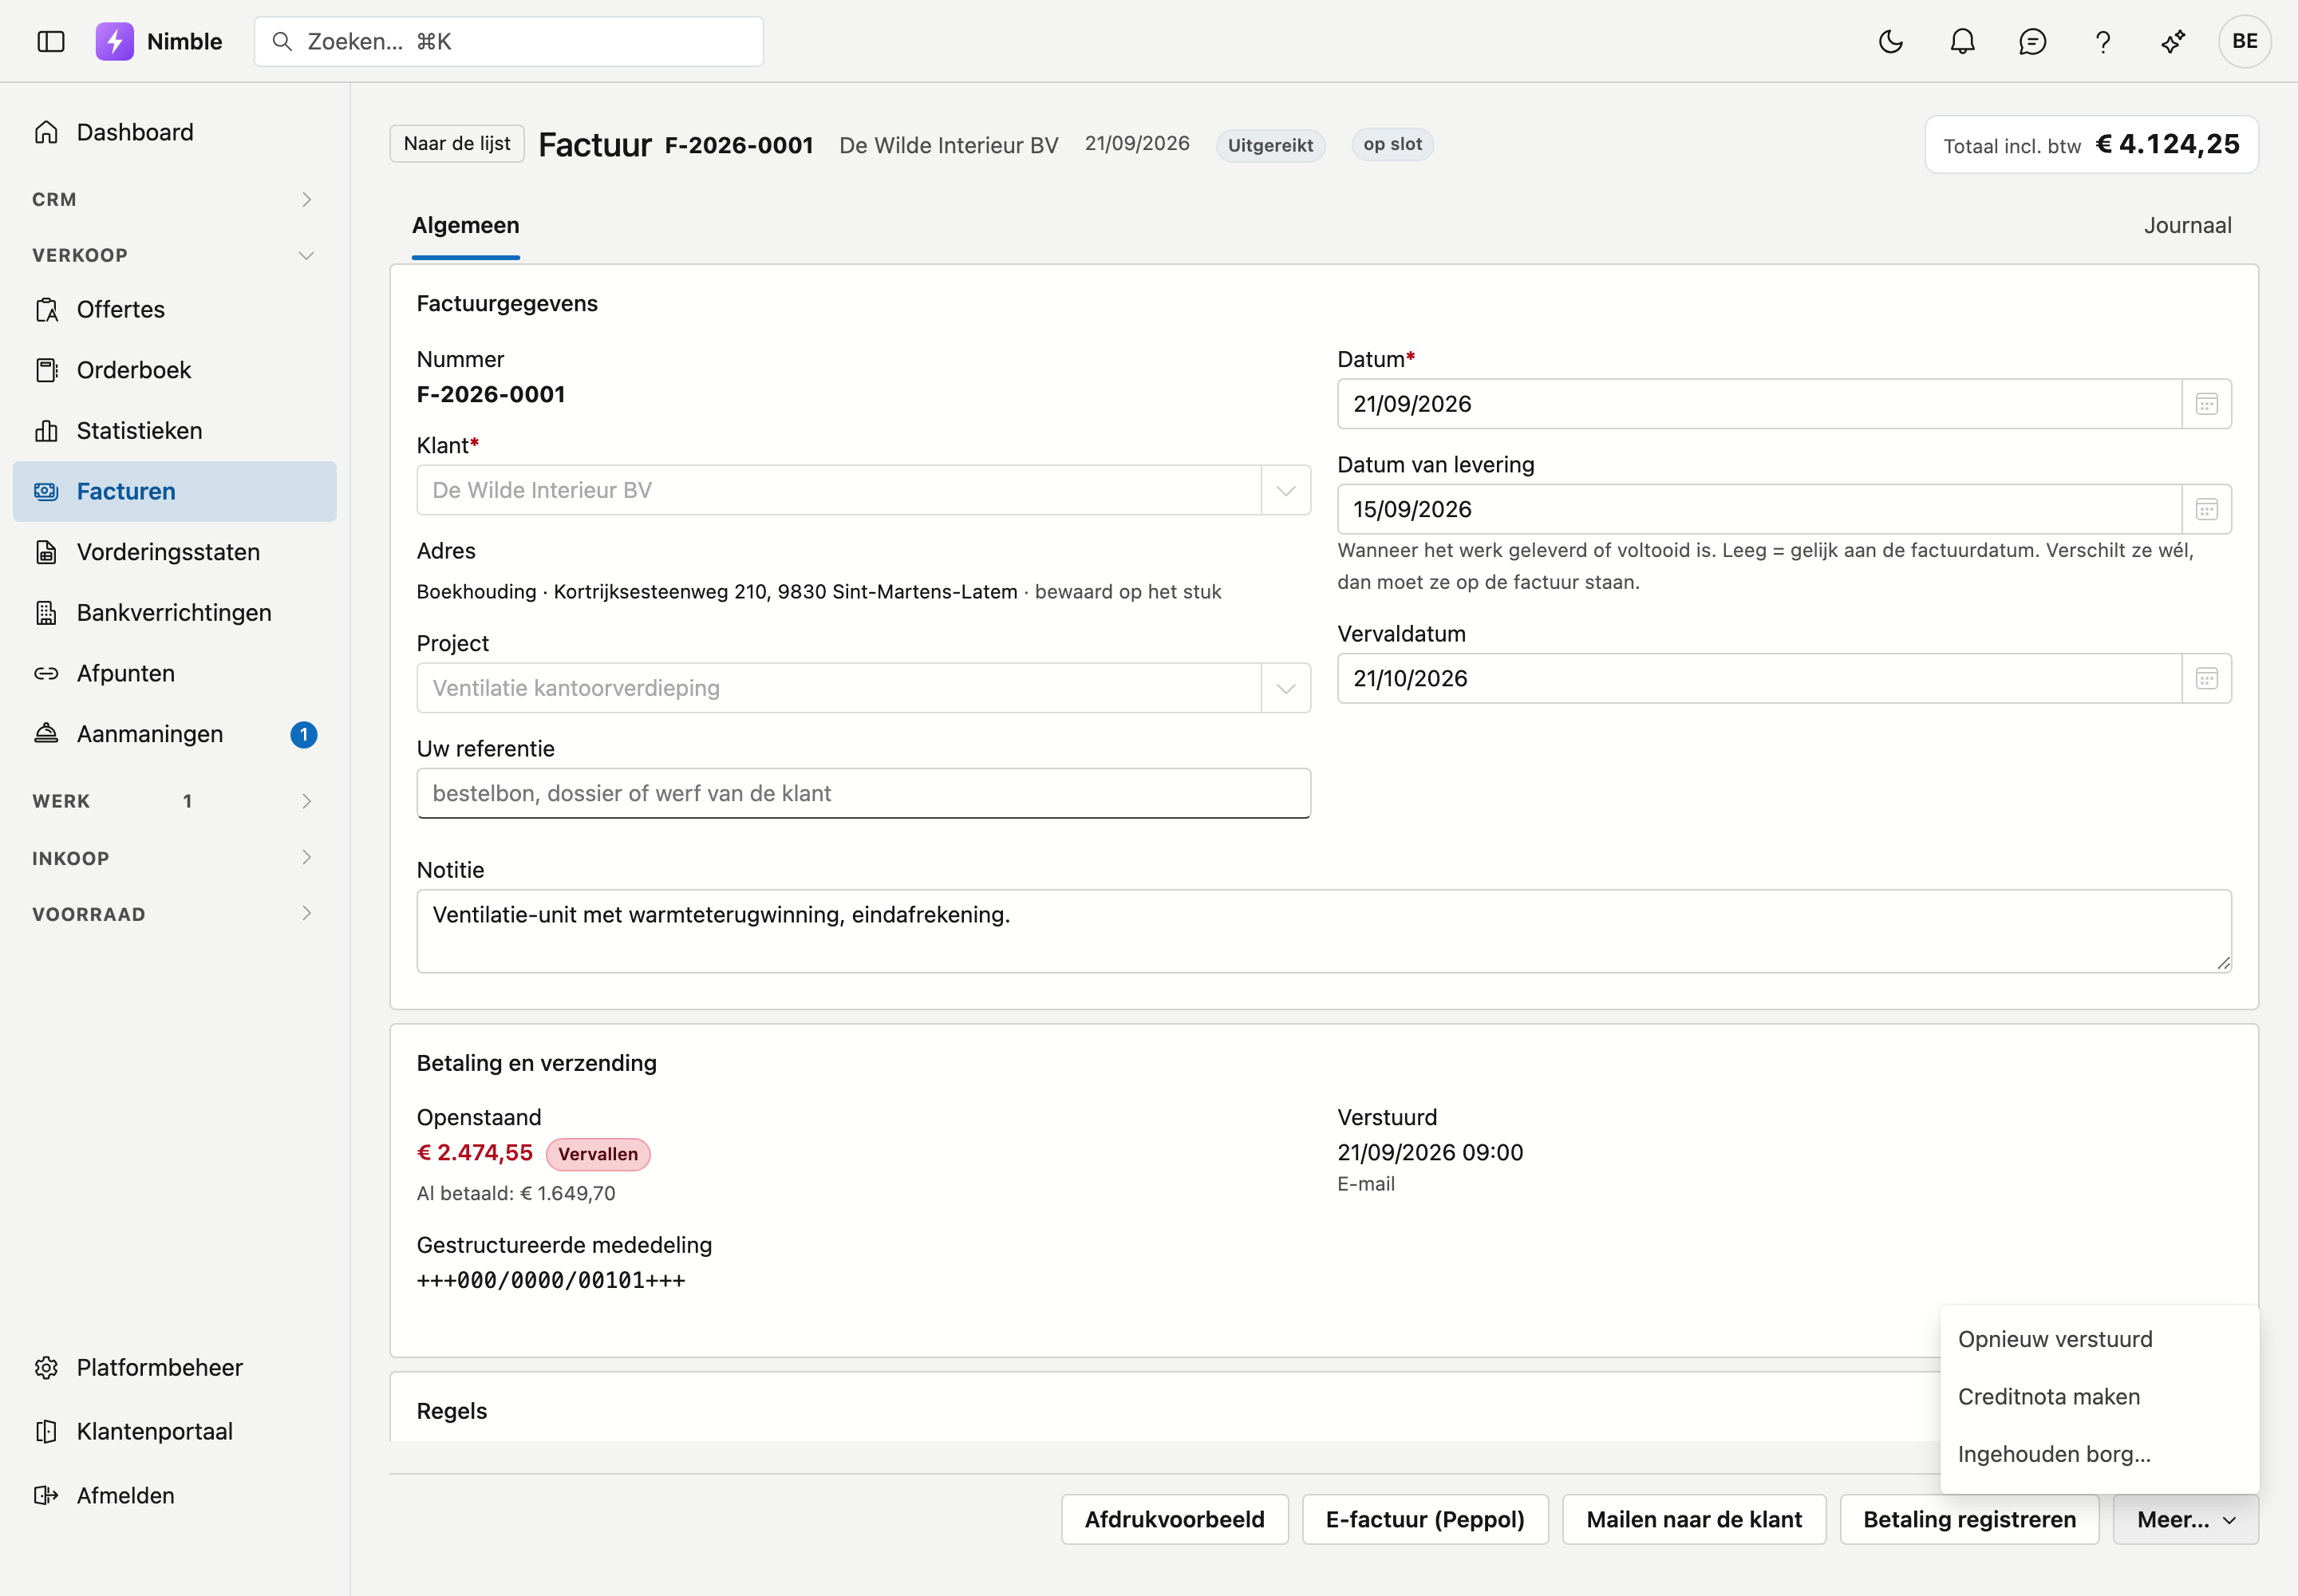 Nimble
Zoeken... ⌘K
BE
Dashboard
CRM
VERKOOP
Offertes
Orderboek
Statistieken
Facturen
Vorderingsstaten
Bankverrichtingen
Afpunten
Aanmaningen 1
WERK 1
INKOOP
VOORRAAD
Platformbeheer
Klantenportaal
Afmelden
Naar de lijst Factuur F-2026-0001 De Wilde Interieur BV 21/09/2026 Uitgereikt op slot
Totaal incl. btw € 4.124,25
Algemeen
Journaal
Factuurgegevens
Nummer
F-2026-0001
Klant*
De Wilde Interieur BV
Adres
Boekhouding · Kortrijksesteenweg 210, 9830 Sint-Martens-Latem · bewaard op het stuk
Project
Ventilatie kantoorverdieping
Uw referentie
bestelbon, dossier of werf van de klant
Datum*
21/09/2026
Datum van levering
15/09/2026
Wanneer het werk geleverd of voltooid is. Leeg = gelijk aan de factuurdatum. Verschilt ze wél,
dan moet ze op de factuur staan.
Vervaldatum
21/10/2026
Notitie
Ventilatie-unit met warmteterugwinning, eindafrekening.
Betaling en verzending
Openstaand
€ 2.474,55 Vervallen
Al betaald: € 1.649,70
Verstuurd
21/09/2026 09:00
E-mail
Gestructureerde mededeling
+++000/0000/00101+++
Regels
Opnieuw verstuurd
Creditnota maken
Ingehouden borg...
Afdrukvoorbeeld
E-factuur (Peppol)
Mailen naar de klant
Betaling registreren
Meer...